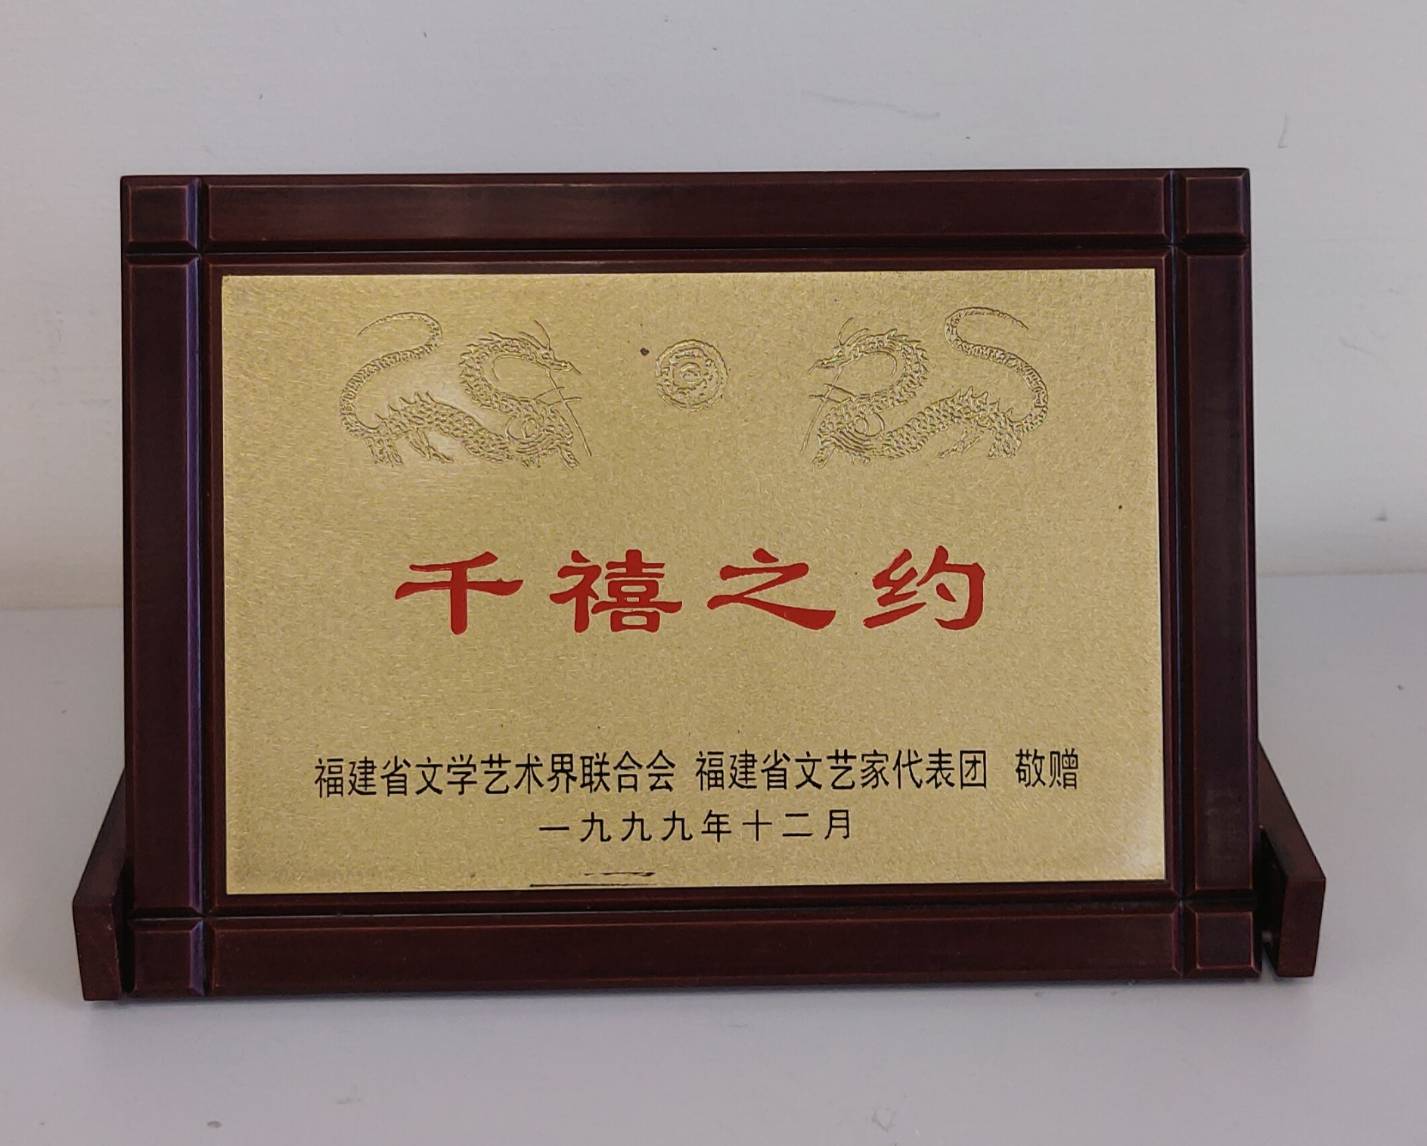 千禧之约
福建省文学艺术界联合会 福建省文艺家代表团 敬赠
一九九九年十二月